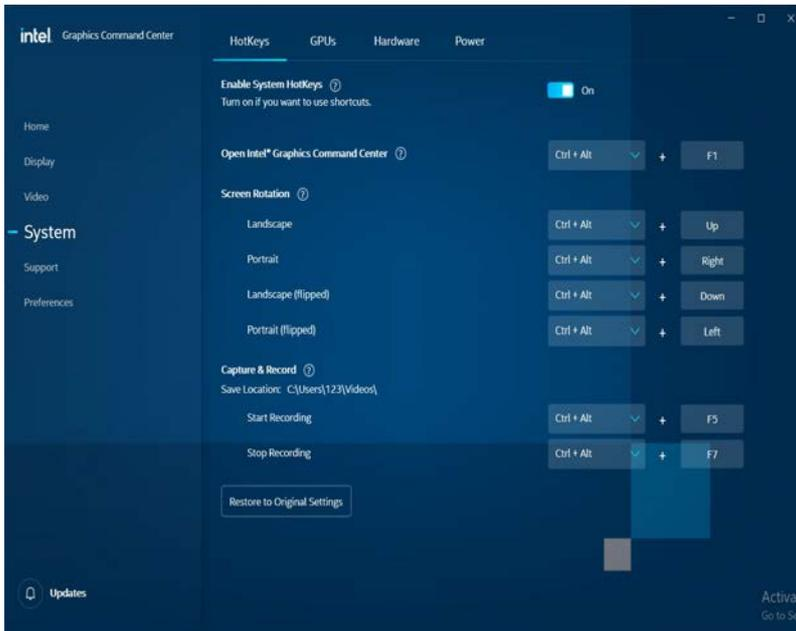 intel. Graphics Command Center
HotKeys GPUs Hardware Power
Enable System HotKeys ?
Turn on if you want to use shortcuts.
On
Home
Display
Video
System
Support
Preferences
Open Intel® Graphics Command Center ?
Ctrl + Alt + F1
Screen Rotation ?
Landscape Ctrl + Alt + Up
Portrait Ctrl + Alt + Right
Landscape (flipped) Ctrl + Alt + Down
Portrait (flipped) Ctrl + Alt + Left
Capture & Record ?
Save Location: C:\Users\123\Videos\
Start Recording Ctrl + Alt + F5
Stop Recording Ctrl + Alt + F7
Restore to Original Settings
Updates
Activa
Go to Se